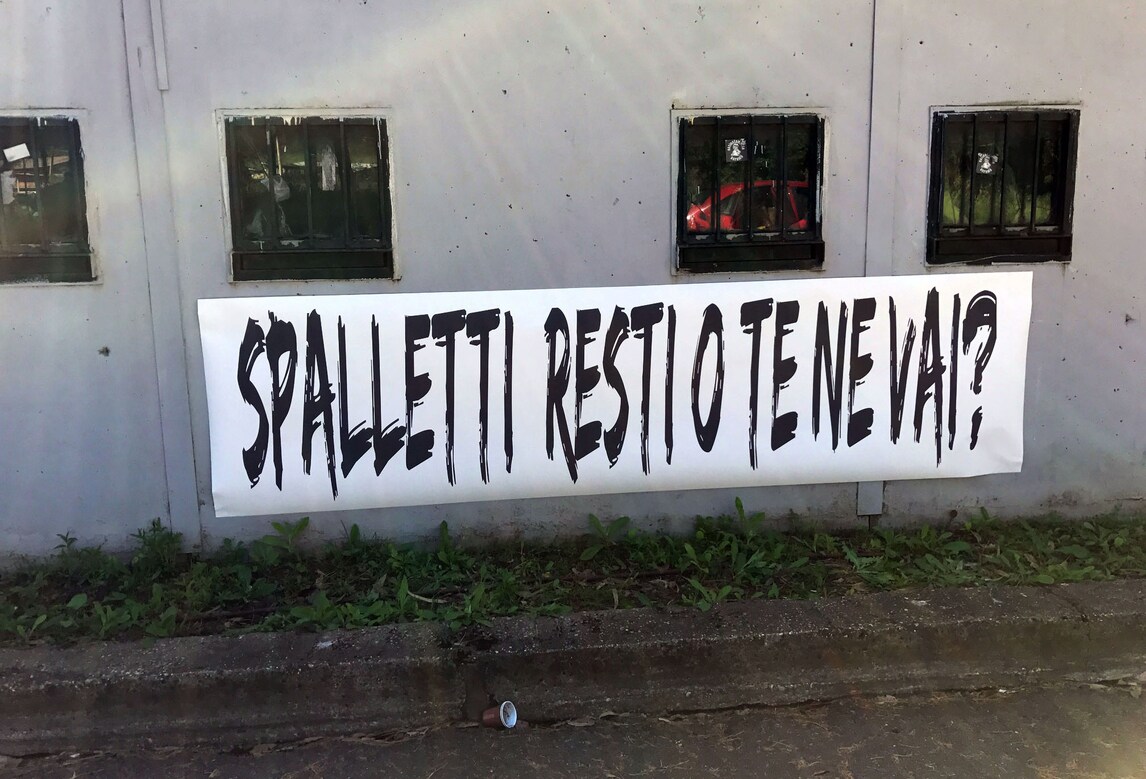 SPALLETTI RESTI O TE NE VAI?